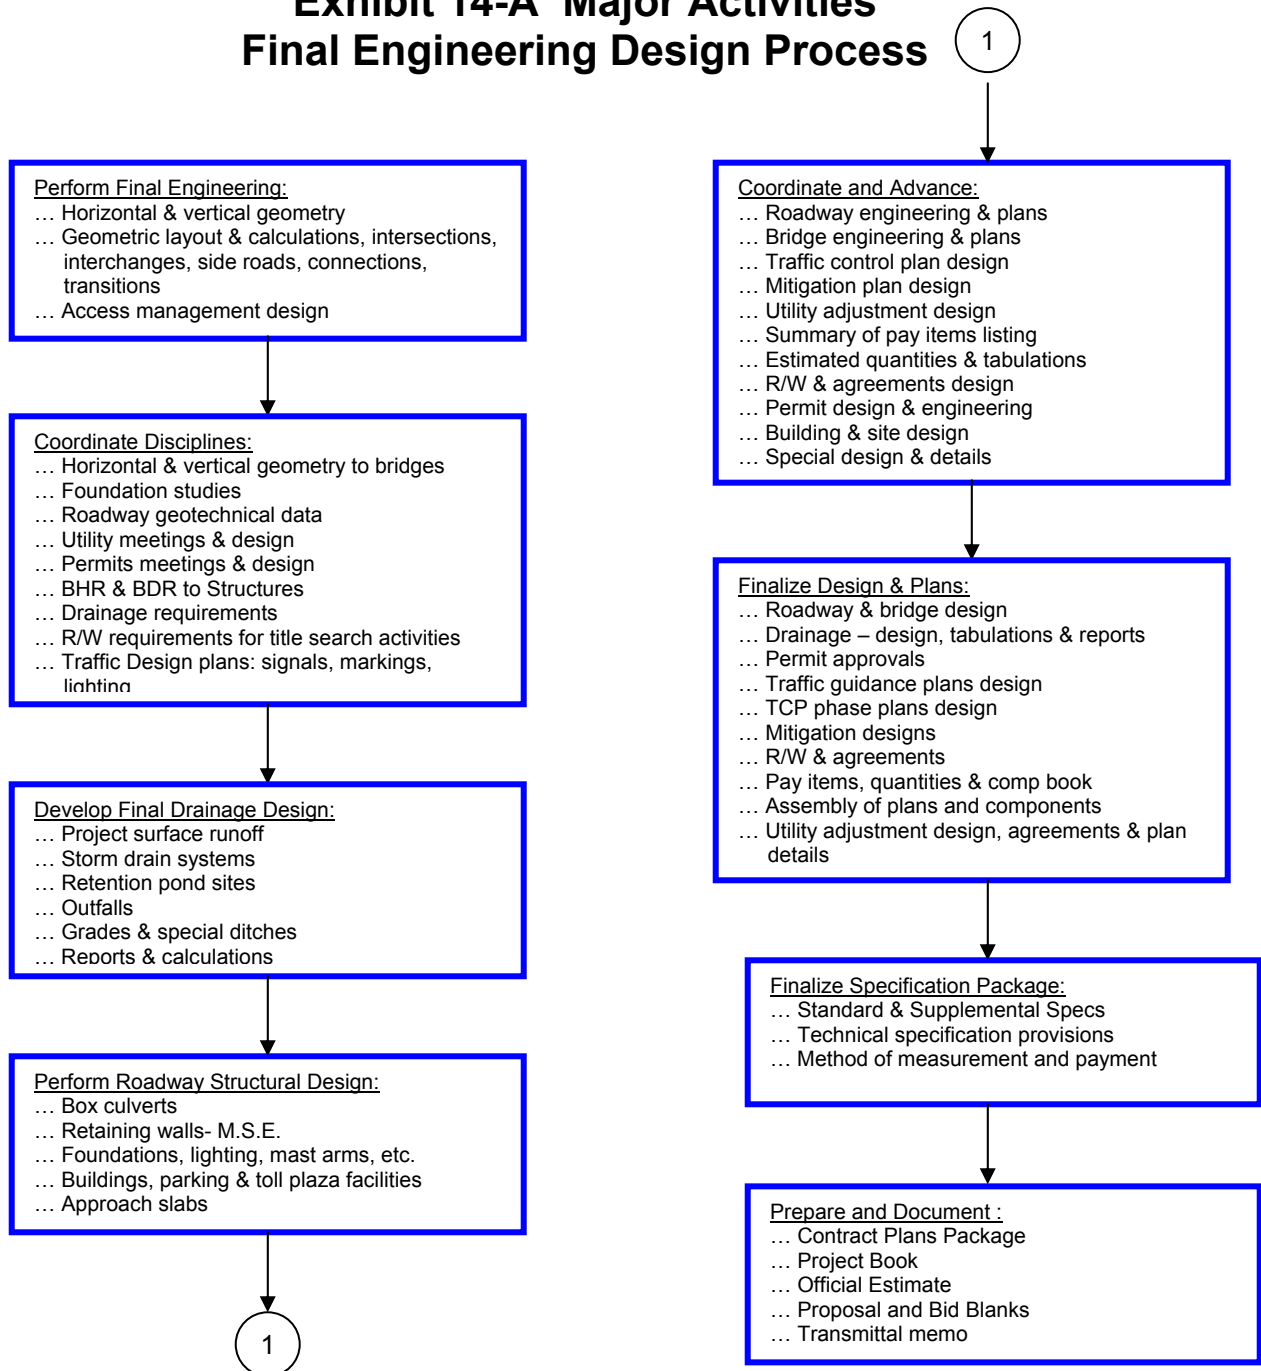 Exhibit 14-A Major Activities
Final Engineering Design Process
1
Perform Final Engineering:
… Horizontal & vertical geometry
… Geometric layout & calculations, intersections,
interchanges, side roads, connections,
transitions
… Access management design
Coordinate Disciplines:
… Horizontal & vertical geometry to bridges
… Foundation studies
… Roadway geotechnical data
… Utility meetings & design
… Permits meetings & design
… BHR & BDR to Structures
… Drainage requirements
… R/W requirements for title search activities
… Traffic Design plans: signals, markings,
lighting
Develop Final Drainage Design:
… Project surface runoff
… Storm drain systems
… Retention pond sites
… Outfalls
… Grades & special ditches
… Reports & calculations
Perform Roadway Structural Design:
… Box culverts
… Retaining walls- M.S.E.
… Foundations, lighting, mast arms, etc.
… Buildings, parking & toll plaza facilities
… Approach slabs
1
Coordinate and Advance:
… Roadway engineering & plans
… Bridge engineering & plans
… Traffic control plan design
… Mitigation plan design
… Utility adjustment design
… Summary of pay items listing
… Estimated quantities & tabulations
… R/W & agreements design
… Permit design & engineering
… Building & site design
… Special design & details
Finalize Design & Plans:
… Roadway & bridge design
… Drainage – design, tabulations & reports
… Permit approvals
… Traffic guidance plans design
… TCP phase plans design
… Mitigation designs
… R/W & agreements
… Pay items, quantities & comp book
… Assembly of plans and components
… Utility adjustment design, agreements & plan
details
Finalize Specification Package:
… Standard & Supplemental Specs
… Technical specification provisions
… Method of measurement and payment
Prepare and Document :
… Contract Plans Package
… Project Book
… Official Estimate
… Proposal and Bid Blanks
… Transmittal memo